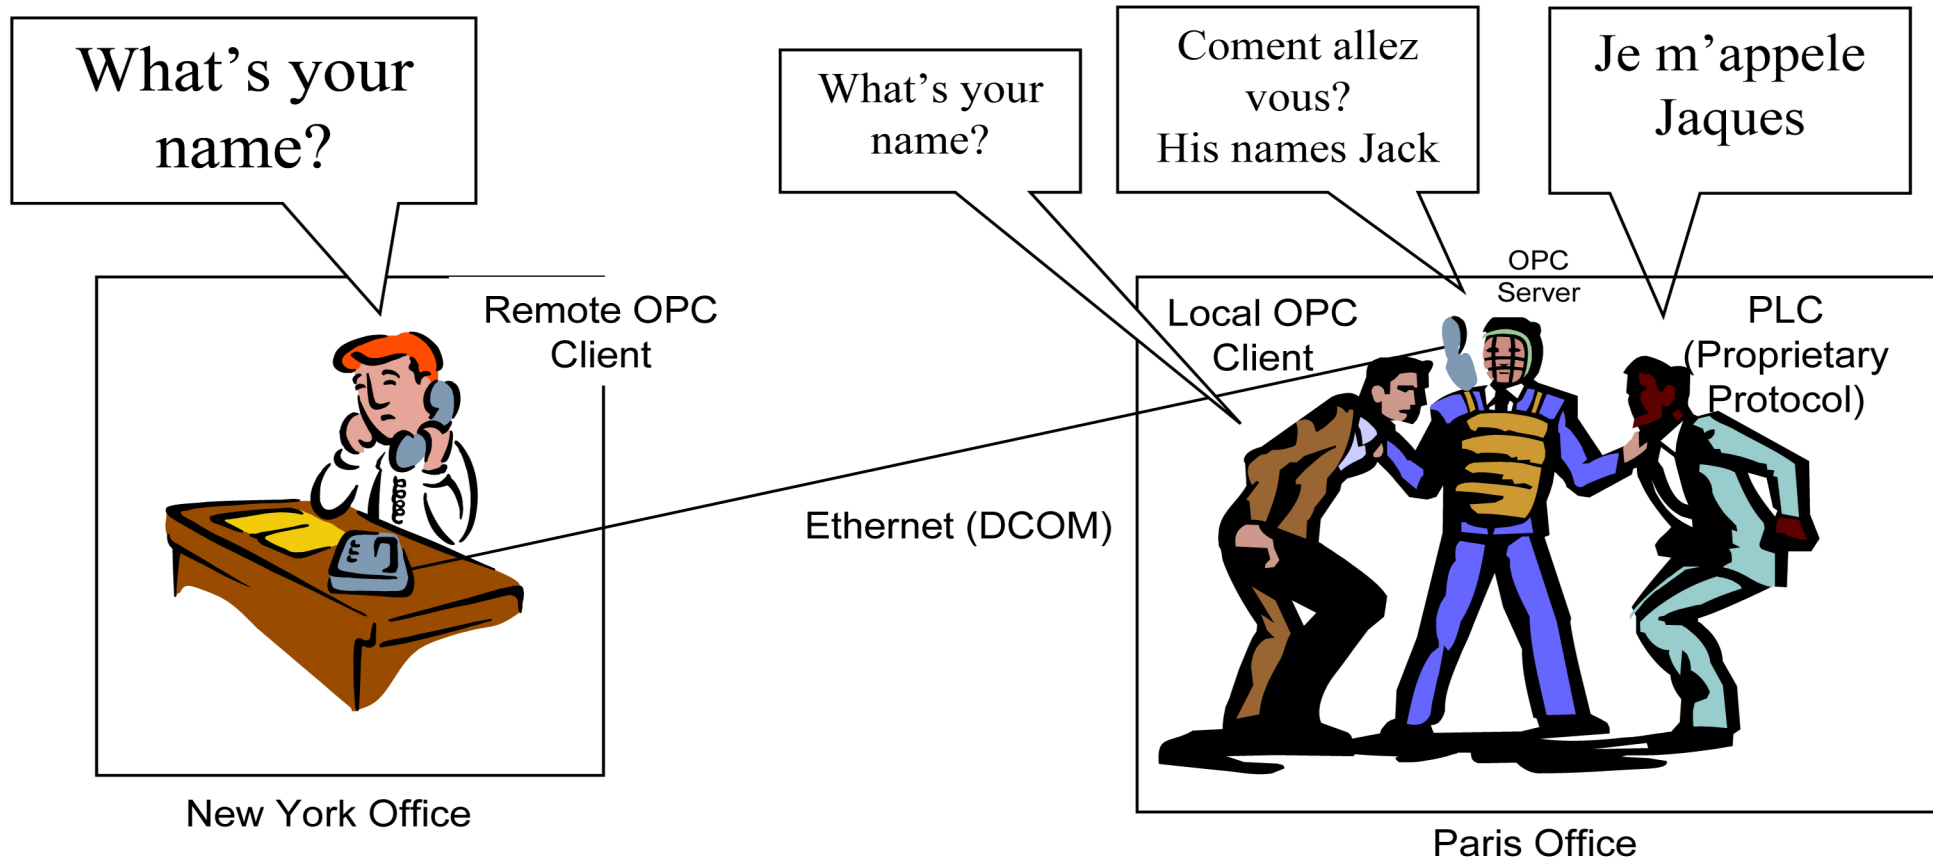 What's your
name?
What's your
name?
Coment allez
vous?
His names Jack
Je m'appele
Jaques
Remote OPC
Client
Ethernet (DCOM)
Local OPC
Client
OPC
Server
PLC
(Proprietary
Protocol)
New York Office
Paris Office